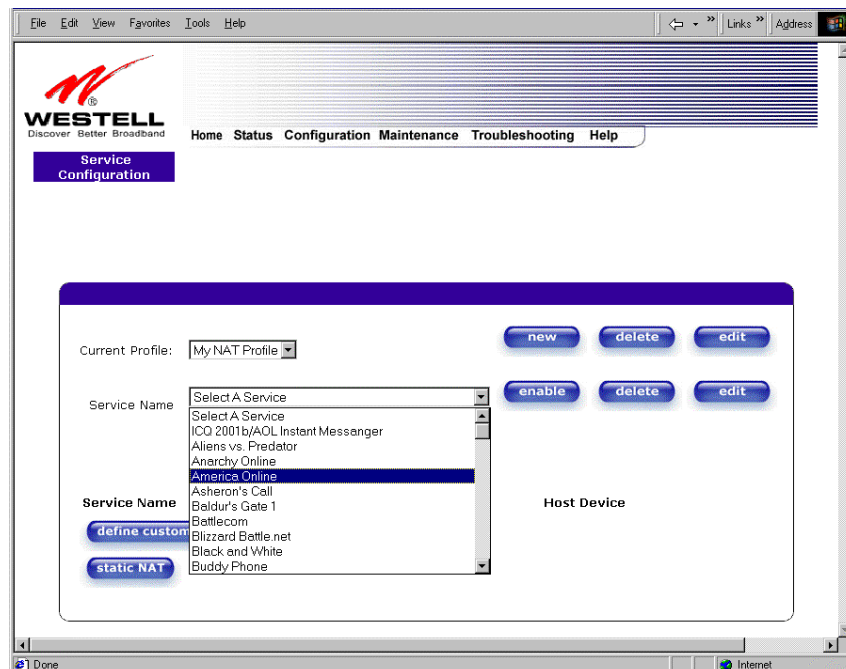 File Edit View Favorites Tools Help
» Links » Address
®
WESTELL
Discover Better Broadband
Home Status Configuration Maintenance Troubleshooting Help
Service
Configuration
Current Profile: My NAT Profile new delete edit
Service Name Select A Service enable delete edit
Select A Service
ICQ 2001b/AOL Instant Messanger
Aliens vs. Predator
Anarchy Online
America Online
Asheron's Call
Baldur's Gate 1
Battlecom
Blizzard Battle.net
Black and White
Buddy Phone
Service Name Host Device
define custom
static NAT
Done Internet